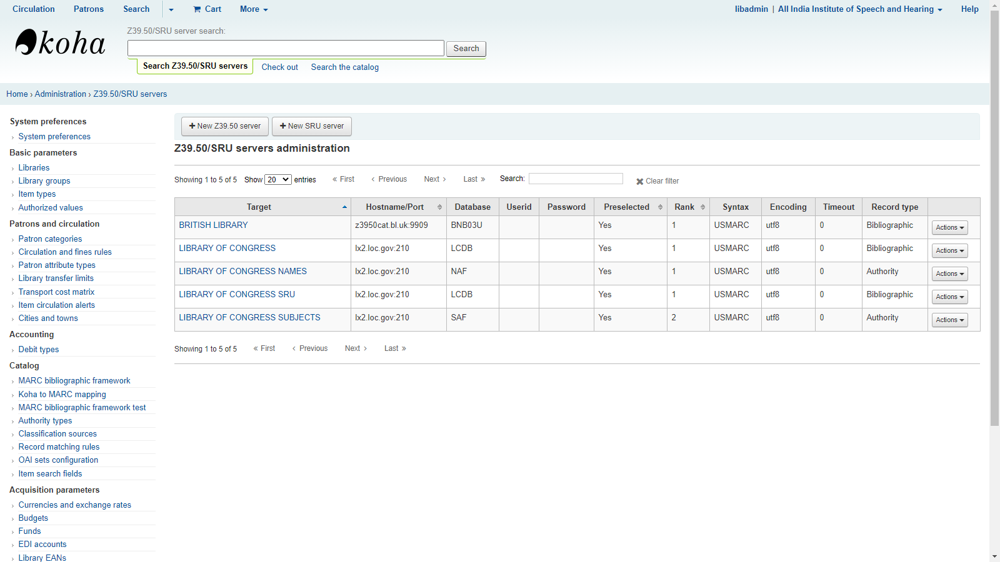 Circulation Patrons Search Cart More libadmin | All India Institute of Speech and Hearing Help
koha
Z39.50/SRU server search:
Search
Search Z39.50/SRU servers Check out Search the catalog
Home › Administration › Z39.50/SRU servers
System preferences
› System preferences
Basic parameters
› Libraries
› Library groups
› Item types
› Authorized values
Patrons and circulation
› Patron categories
› Circulation and fines rules
› Patron attribute types
› Library transfer limits
› Transport cost matrix
› Item circulation alerts
› Cities and towns
Accounting
› Debit types
Catalog
› MARC bibliographic framework
› Koha to MARC mapping
› MARC bibliographic framework test
› Authority types
› Classification sources
› Record matching rules
› OAI sets configuration
› Item search fields
Acquisition parameters
› Currencies and exchange rates
› Budgets
› Funds
› EDI accounts
› Library EANs
+ New Z39.50 server + New SRU server
Z39.50/SRU servers administration
Showing 1 to 5 of 5 Show 20 entries « First ‹ Previous Next › Last » Search: Clear filter
Target Hostname/Port Database Userid Password Preselected Rank Syntax Encoding Timeout Record type
BRITISH LIBRARY z3950cat.bl.uk:9909 BNB03U Yes 1 USMARC utf8 0 Bibliographic Actions
LIBRARY OF CONGRESS lx2.loc.gov:210 LCDB Yes 1 USMARC utf8 0 Bibliographic Actions
LIBRARY OF CONGRESS NAMES lx2.loc.gov:210 NAF Yes 1 USMARC utf8 0 Authority Actions
LIBRARY OF CONGRESS SRU lx2.loc.gov:210 LCDB Yes 1 USMARC utf8 0 Bibliographic Actions
LIBRARY OF CONGRESS SUBJECTS lx2.loc.gov:210 SAF Yes 2 USMARC utf8 0 Authority Actions
Showing 1 to 5 of 5 « First ‹ Previous Next › Last »